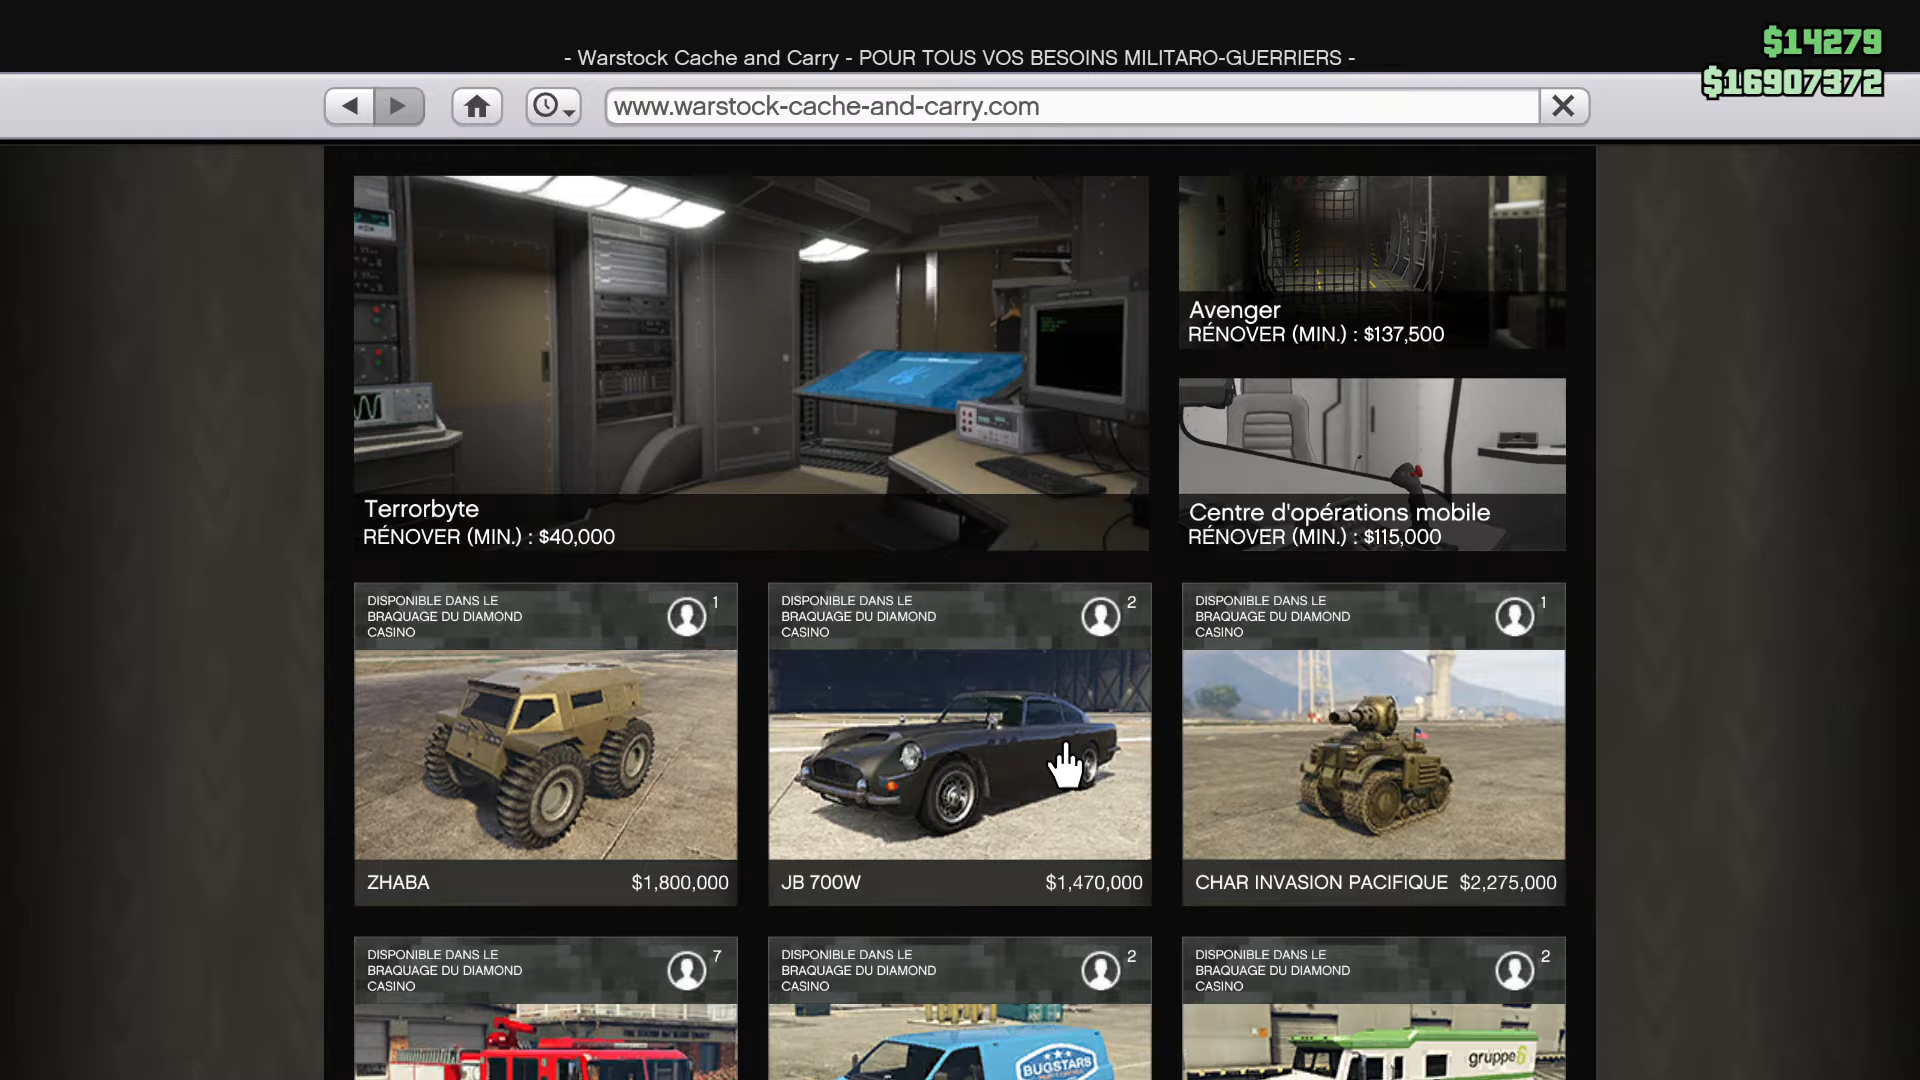 - Warstock Cache and Carry - POUR TOUS VOS BESOINS MILITARO-GUERRIERS -
$14279
$16907372
www.warstock-cache-and-carry.com
Terrorbyte
RÉNOVER (MIN.) : $40,000
Avenger
RÉNOVER (MIN.) : $137,500
Centre d'opérations mobile
RÉNOVER (MIN.) : $115,000
DISPONIBLE DANS LE
BRAQUAGE DU DIAMOND
CASINO
1
ZHABA $1,800,000
DISPONIBLE DANS LE
BRAQUAGE DU DIAMOND
CASINO
2
JB 700W $1,470,000
DISPONIBLE DANS LE
BRAQUAGE DU DIAMOND
CASINO
1
CHAR INVASION PACIFIQUE $2,275,000
DISPONIBLE DANS LE
BRAQUAGE DU DIAMOND
CASINO
7
DISPONIBLE DANS LE
BRAQUAGE DU DIAMOND
CASINO
2
BUGSTARS
DISPONIBLE DANS LE
BRAQUAGE DU DIAMOND
CASINO
2
gruppe6